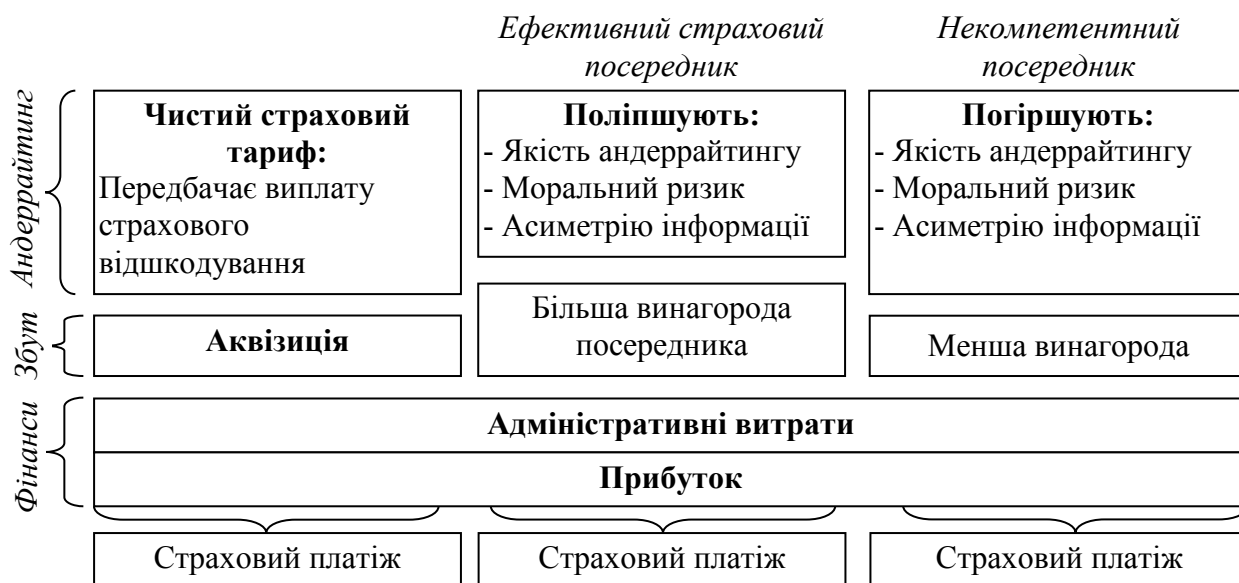 Ефективний страховий
посередник
Некомпетентний
посередник
Андеррайтинг
Чистий страховий
тариф:
Передбачає виплату
страхового
відшкодування
Поліпшують:
- Якість андеррайтингу
- Моральний ризик
- Асиметрію інформації
Погіршують:
- Якість андеррайтингу
- Моральний ризик
- Асиметрію інформації
Збут
Аквізиція
Більша винагорода
посередника
Менша винагорода
Фінанси
Адміністративні витрати
Прибуток
Страховий платіж
Страховий платіж
Страховий платіж